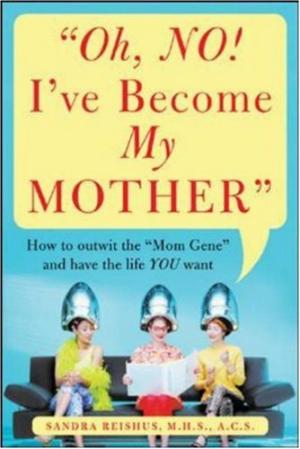 "Oh, NO!
I've Become
My
MOTHER"
How to outwit the "Mom Gene"
and have the life YOU want
SANDRA REISHUS, M.H.S., A.C.S.